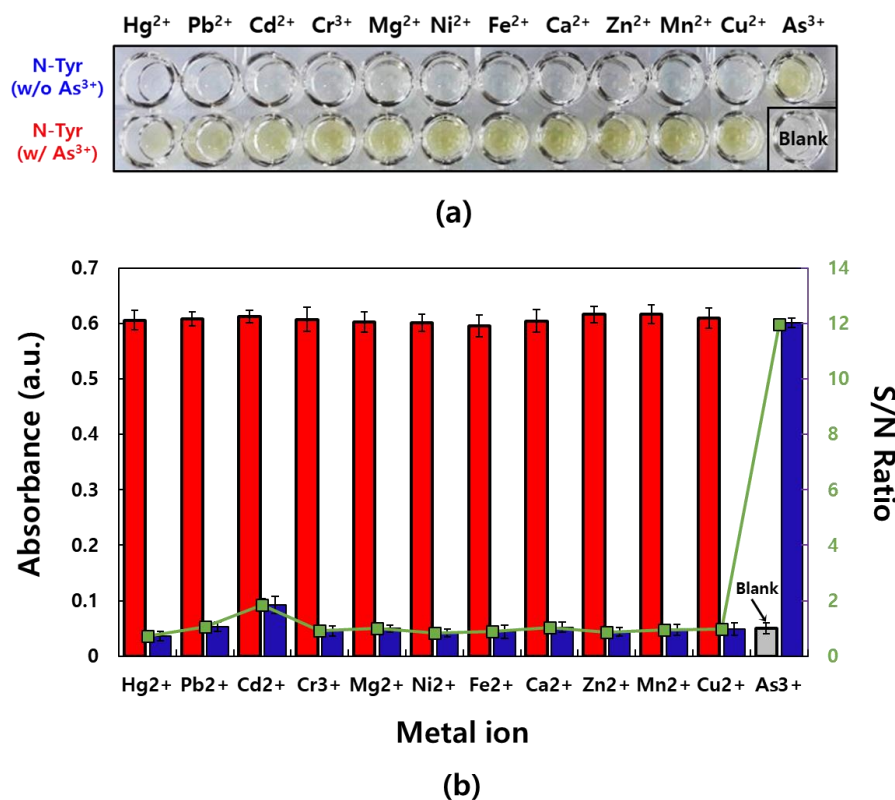 Hg²⁺ Pb²⁺ Cd²⁺ Cr³⁺ Mg²⁺ Ni²⁺ Fe²⁺ Ca²⁺ Zn²⁺ Mn²⁺ Cu²⁺ As³⁺
N-Tyr
(w/o As³⁺)
N-Tyr
(w/ As³⁺)
Blank
(a)
Absorbance (a.u.)
0.7
0.6
0.5
0.4
0.3
0.2
0.1
0
Blank
14
12
10
8
6
4
2
0
S/N Ratio
Hg2+ Pb2+ Cd2+ Cr3+ Mg2+ Ni2+ Fe2+ Ca2+ Zn2+ Mn2+ Cu2+ As3+
Metal ion
(b)